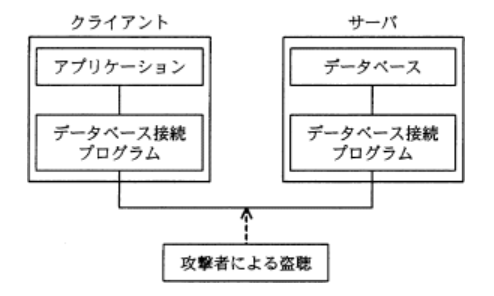 クライアント
サーバ
アプリケーション
データベース
データベース接続
プログラム
データベース接続
プログラム
攻撃者による盗聴